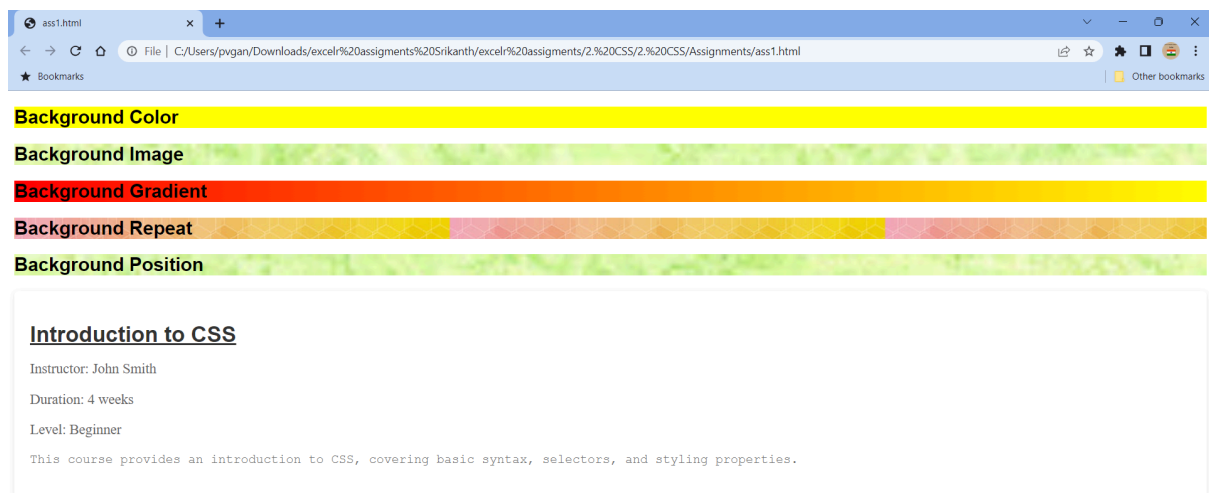 ass1.html
File | C:/Users/pvgan/Downloads/excelr%20assigments%20Srikanth/excelr%20assigments/2.%20CSS/2.%20CSS/Assignments/ass1.html
Bookmarks
Other bookmarks
Background Color
Background Image
Background Gradient
Background Repeat
Background Position
Introduction to CSS
Instructor: John Smith
Duration: 4 weeks
Level: Beginner
This course provides an introduction to CSS, covering basic syntax, selectors, and styling properties.